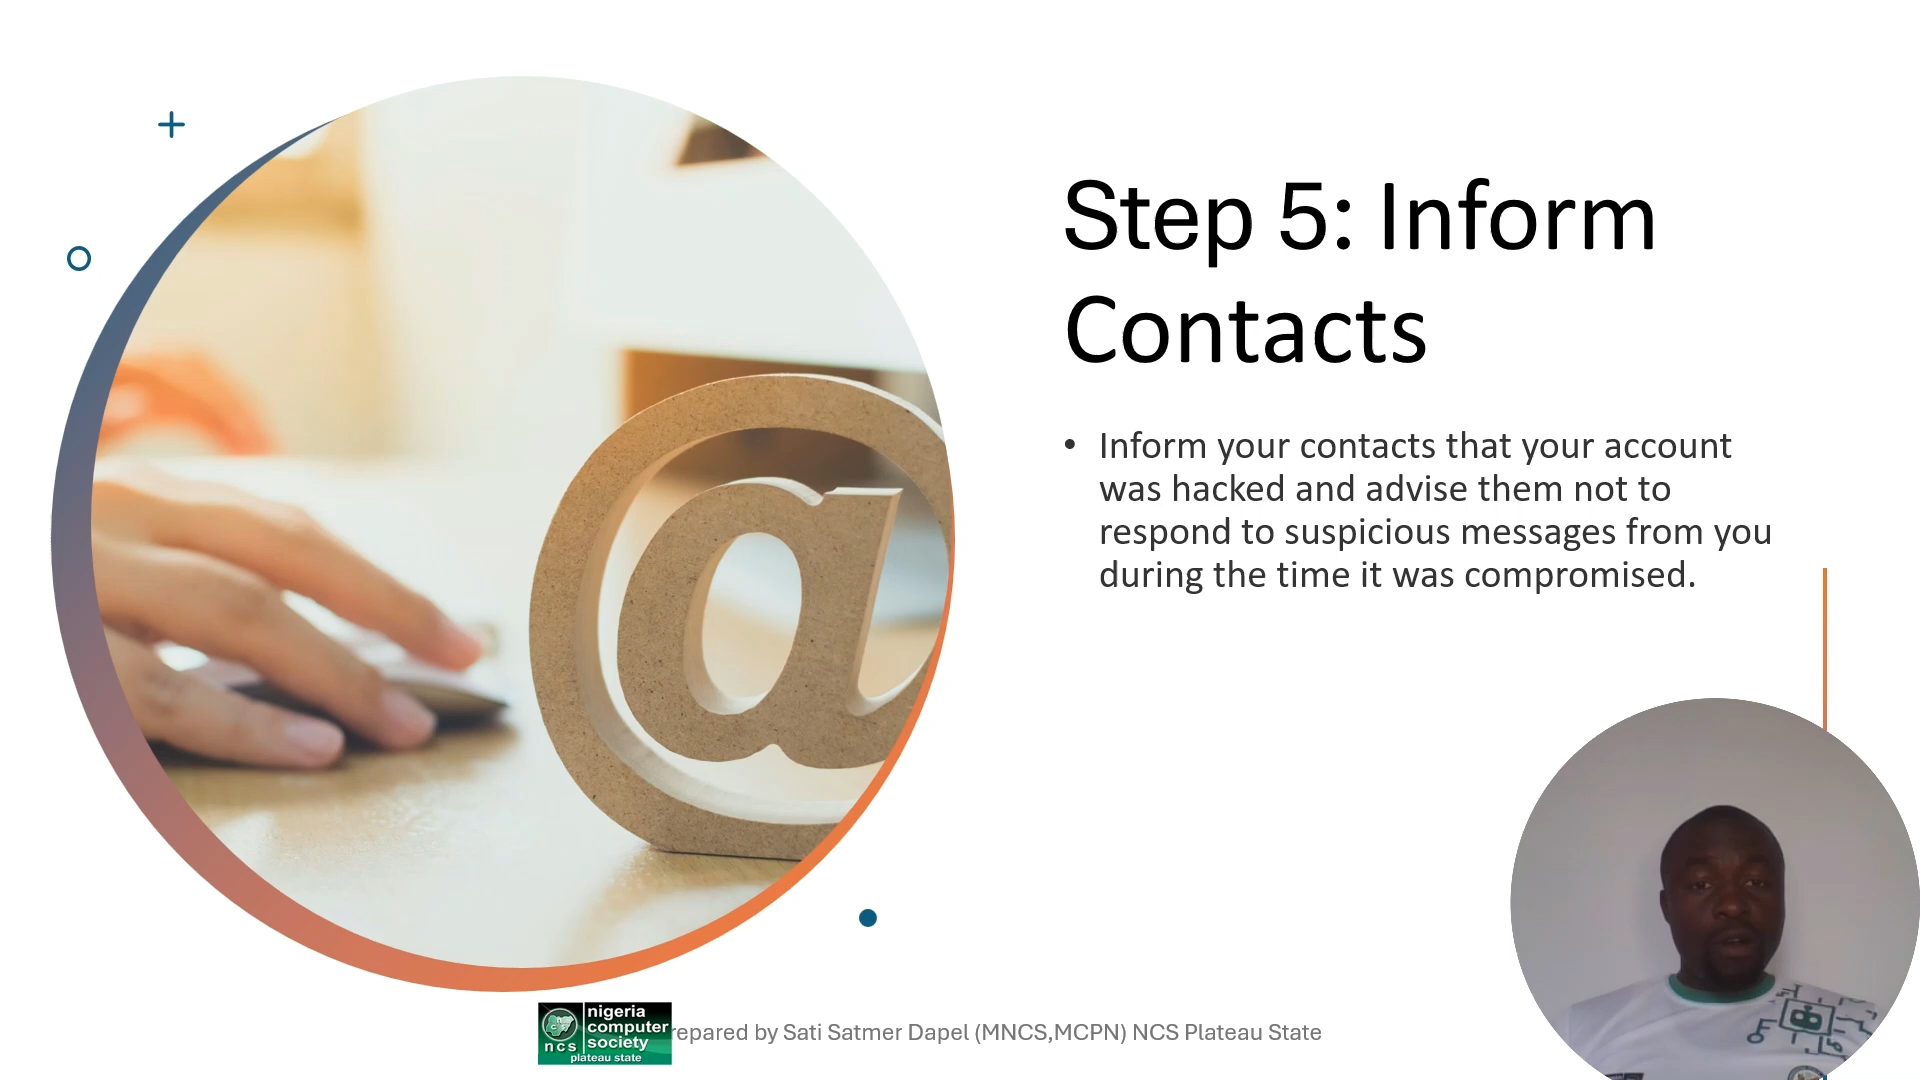 Step 5: Inform
Contacts
• Inform your contacts that your account
was hacked and advise them not to
respond to suspicious messages from you
during the time it was compromised.
nigeria
computer
society
ncs
plateau state
repared by Sati Satmer Dapel (MNCS,MCPN) NCS Plateau State